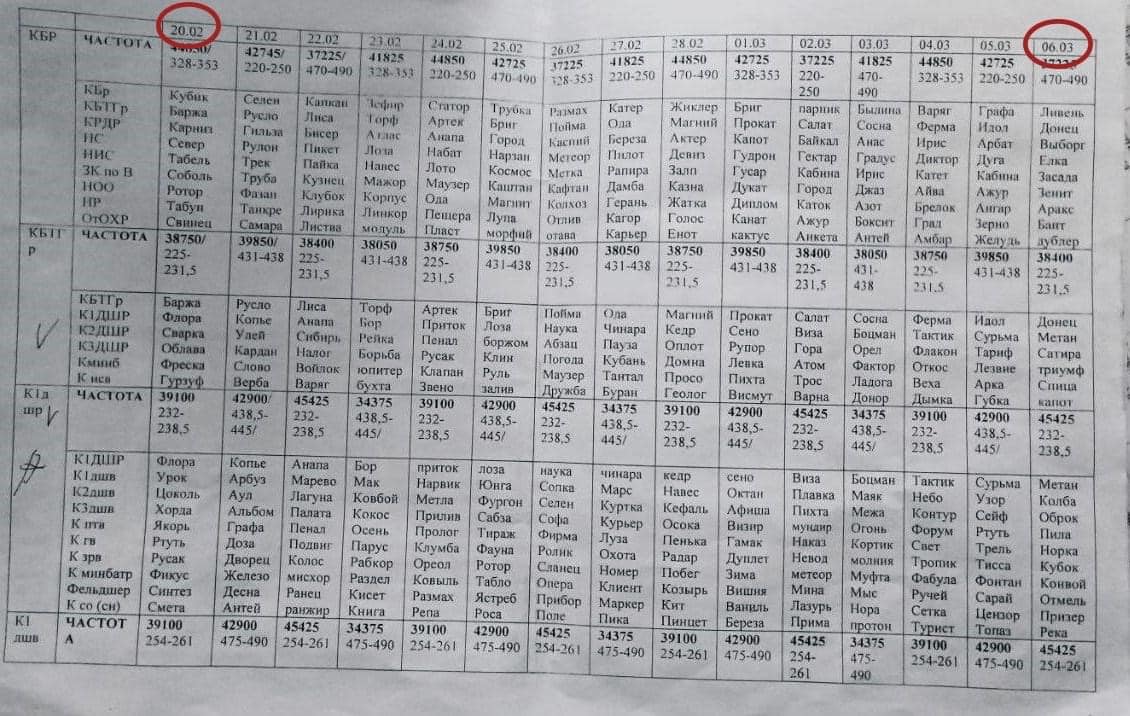 20.02 21.02 22.02 23.02 24.02 25.02 26.02 27.02 28.02 01.03 02.03 03.03 04.03 05.03 06.03
КБР ЧАСТОТА 44850/ 328-353 42745/ 220-250 37225/ 470-490 41825 328-353 44850 220-250 42725 470-490 37225 328-353 41825 220-250 44850 470-490 42725 328-353 37225 220-250 41825 470-490 44850 328-353 42725 220-250 37225 470-490
КБр Кубик Селен Капкан Зефир Статор Трубка Размах Катер Жиклер Бриг парник Былина Варяг Графа Ливень
КБТГр Баржа Русло Лиса Торф Артек Бриг Пойма Ода Магний Прокат Салат Сосна Ферма Идол Донец
КРДР Карниз Гильза Бисер Атлас Анапа Город Каспий Береза Актер Капот Байкал Анас Ирис Арбат Выборг
НС Север Рулон Пикет Лоза Набат Нарзан Метеор Пилот Девиз Гудрон Гектар Градус Диктор Дуга Елка
НИС Табель Трек Пайка Навес Лото Космос Метка Рапира Залп Гусар Кабина Ирис Катет Кабина Засада
ЗК по В Соболь Труба Кузнец Мажор Маузер Каштан Кафтан Дамба Казна Дукат Город Джаз Айва Ажур Зенит
НОО Ротор Фазан Клубок Корпус Ода Магнит Колхоз Герань Жатка Диплом Каток Азот Брелок Ангар Аракс
НР Табун Танкре Лирика Линкор Пещера Лупа Отлив Кагор Голос Канат Ажур Боксит Град Зерно Бант
ОтОХР Свинец Самара Листва модуль Пласт морфий отава Карьер Енот кактус Анкета Антей Амбар Желудь дублер
КБТГр ЧАСТОТА 38750/ 225-231,5 39850/ 431-438 38400 225-231,5 38050 431-438 38750 225-231,5 39850 431-438 38400 225-231,5 38050 431-438 38750 225-231,5 39850 431-438 38400 225-231,5 38050 431-438 38750 225-231,5 39850 431-438 38400 225-231,5
КБТГр Баржа Русло Лиса Торф Артек Бриг Пойма Ода Магний Прокат Салат Сосна Ферма Идол Донец
К1ДШР Флора Копье Анапа Бор Приток Лоза Наука Чинара Кедр Сено Виза Боцман Тактик Сурьма Метан
К2ДШР Сварка Улей Сибирь Рейка Пенал боржом Абзац Пауза Оплот Рупор Гора Орел Флакон Тариф Сатира
К3ДШР Облава Кардан Налог Борьба Русак Клин Погода Кубань Домна Левка Атом Фактор Откос Лезвие триумф
Кминб Фреска Слово Войлок юпитер Клапан Руль Маузер Тантал Просо Пихта Трос Ладога Веха Арка Спица
К исв Гурзуф Верба Варяг бухта Звено залив Дружба Буран Геолог Висмут Варна Донор Дымка Губка капот
К1дшр ЧАСТОТА 39100 232-238,5 42900/ 438,5-445/ 45425 232-238,5 34375 438,5-445/ 39100 232-238,5 42900 438,5-445/ 45425 232-238,5 34375 438,5-445/ 39100 232-238,5 42900 438,5-445/ 45425 232-238,5 34375 438,5-445/ 39100 232-238,5 42900 438,5-445/ 45425 232-238,5
К1ДШР Флора Копье Анапа Бор приток лоза наука чинара кедр сено Виза Боцман Тактик Сурьма Метан
К1дшв Урок Арбуз Марево Мак Нарвик Юнга Сопка Марс Навес Октан Плавка Маяк Небо Узор Колба
К2дшв Цоколь Аул Лагуна Ковбой Метла Фургон Селен Куртка Кефаль Афиша Пихта Межа Контур Сейф Оброк
К3дшв Хорда Альбом Палата Кокос Прилив Сабза Софа Курьер Осока Визир мундир Огонь Форум Ртуть Пила
К птв Якорь Графа Пенал Осень Пролог Тираж Фирма Луза Пенька Гамак Наказ Кортик Свет Трель Норка
К гв Ртуть Доза Подвиг Парус Клумба Фауна Ролик Охота Радар Дуплет Невод молния Тропик Тисса Кубок
К зрв Русак Дворец Колос Рабкор Ореол Ротор Сланец Номер Побег Зима метеор Муфта Фабула Фонтан Конвой
К минбатр Фикус Железо мисхор Раздел Ковыль Табло Опера Клиент Козырь Вишня Мина Мыс Ручей Сарай Отмель
Фельдшер Синтез Десна Ранец Кисет Размах Ястреб Прибор Маркер Кит Ваниль Лазурь Нора Сетка Цензор Призер
К со (сн) Смета Антей ранжир Книга Репа Роса Поле Пика Пинцет Береза Прима протон Турист Топаз Река
К1 дшв ЧАСТОТА 39100 254-261 42900 475-490 45425 254-261 34375 475-490 39100 254-261 42900 475-490 45425 254-261 34375 475-490 39100 254-261 42900 475-490 45425 254-261 34375 475-490 39100 254-261 42900 475-490 45425 254-261